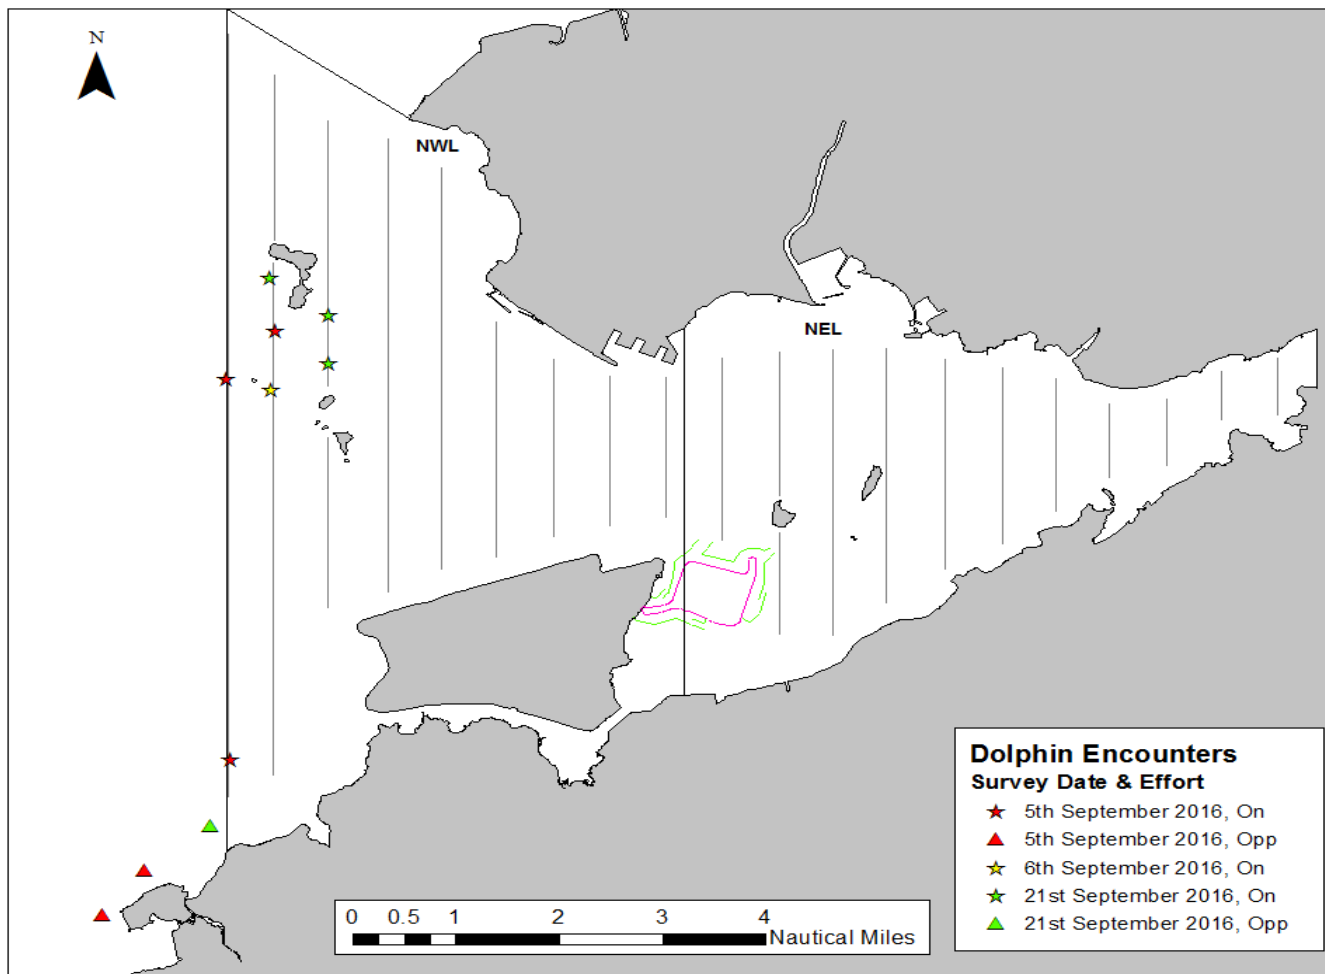 N
NWL
NEL
Dolphin Encounters
Survey Date & Effort
5th September 2016, On
5th September 2016, Opp
6th September 2016, On
21st September 2016, On
21st September 2016, Opp
0 0.5 1 2 3 4
Nautical Miles